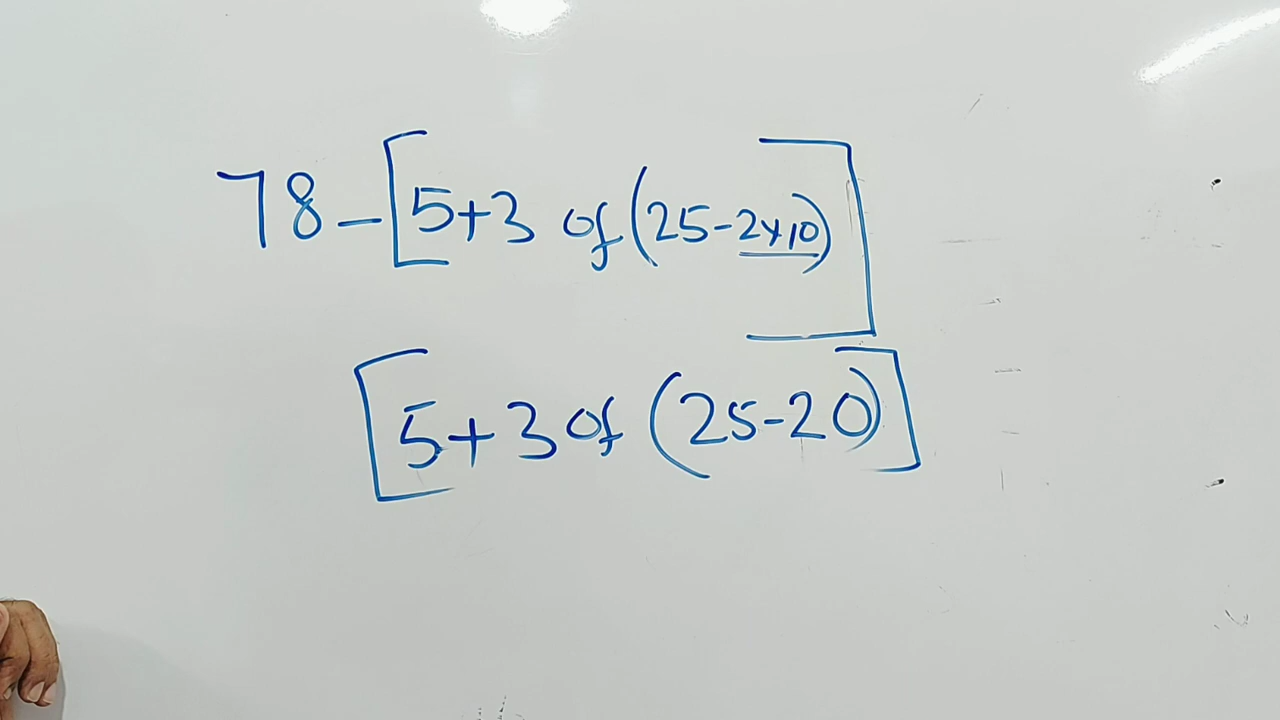 78-[5+3 of (25-2×10)]
[5+3 of (25-20)]